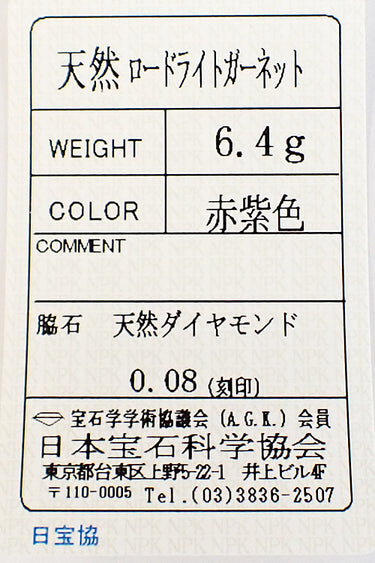 天然 ロードライトガーネット
WEIGHT 6.4g
COLOR 赤紫色
COMMENT
脇石 天然ダイヤモンド
0.08 (刻印)
宝石学学術協議会 (A.G.K.) 会員
日本宝石科学協会
東京都台東区上野5-22-1 井上ビル4F
〒110-0005 Tel.(03)3836-2507
日宝協